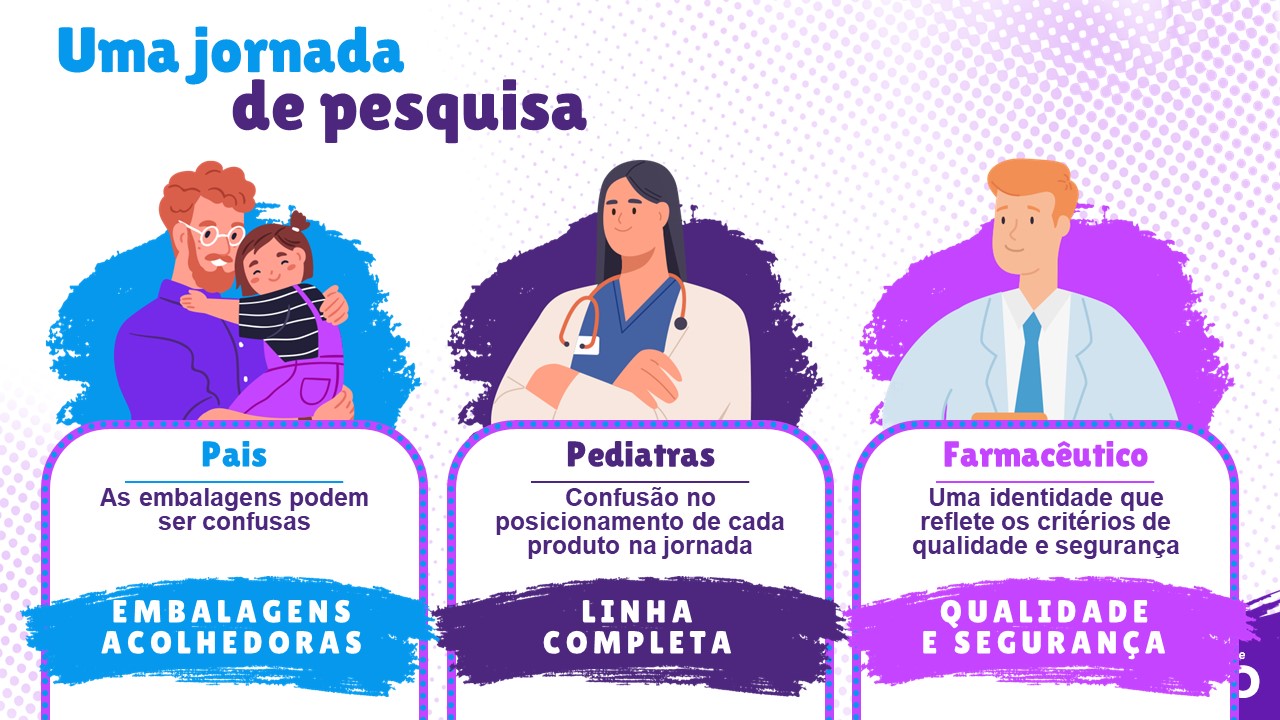 Uma jornada
de pesquisa
Pais
As embalagens podem
ser confusas
EMBALAGENS
ACOLHEDORAS
Pediatras
Confusão no
posicionamento de cada
produto na jornada
LINHA
COMPLETA
Farmacêutico
Uma identidade que
reflete os critérios de
qualidade e segurança
QUALIDADE
E SEGURANÇA